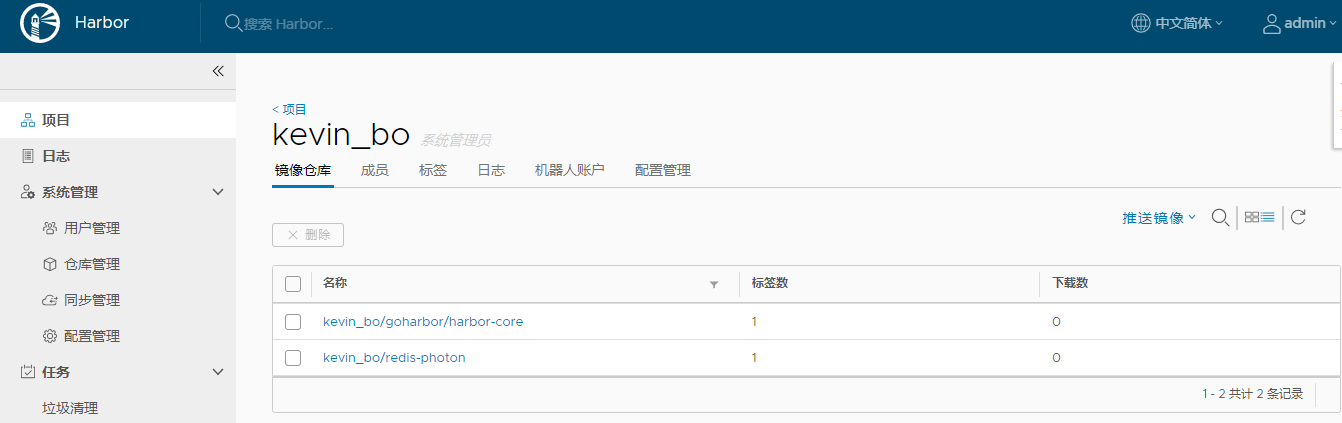 Harbor
搜索 Harbor...
中文简体
admin
项目
日志
系统管理
用户管理
仓库管理
同步管理
配置管理
任务
垃圾清理
< 项目
kevin_bo 系统管理员
镜像仓库 成员 标签 日志 机器人账户 配置管理
推送镜像
× 删除
名称 标签数 下载数
kevin_bo/goharbor/harbor-core 1 0
kevin_bo/redis-photon 1 0
1 - 2 共计 2 条记录